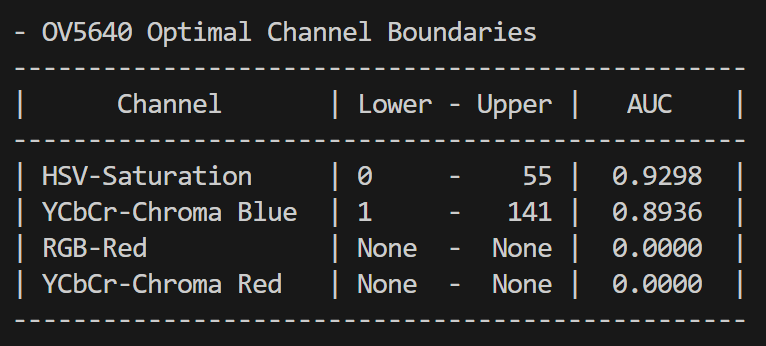 - OV5640 Optimal Channel Boundaries
-------------------------------------------------
|      Channel       | Lower - Upper |   AUC    |
-------------------------------------------------
| HSV-Saturation     | 0     -    55 |  0.9298  |
| YCbCr-Chroma Blue  | 1     -   141 |  0.8936  |
| RGB-Red            | None  -  None |  0.0000  |
| YCbCr-Chroma Red   | None  -  None |  0.0000  |
-------------------------------------------------